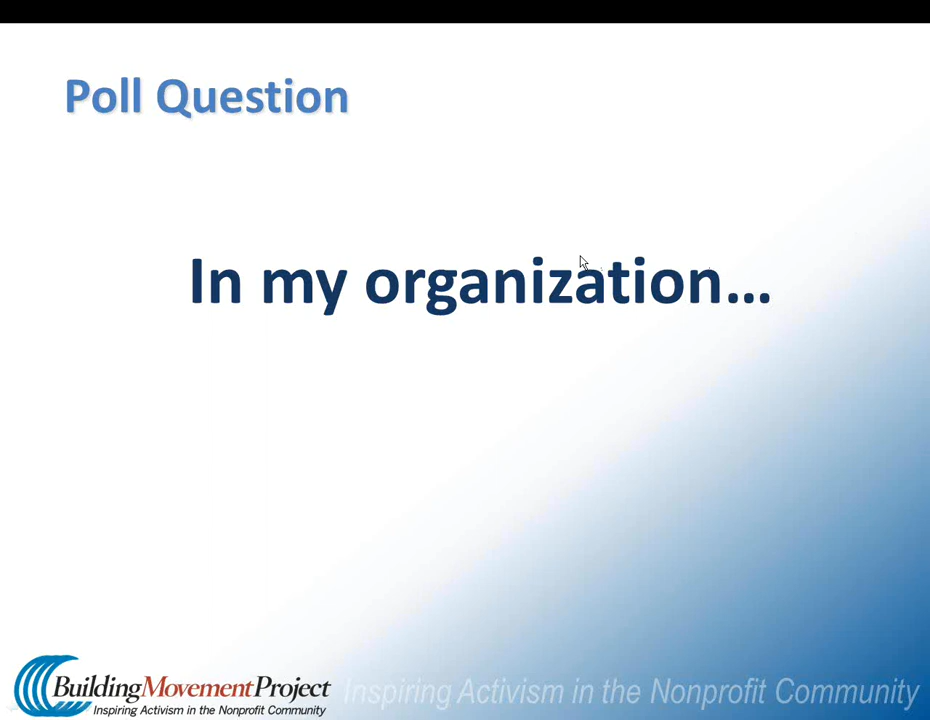 Poll Question
In my organization…
BuildingMovementProject
Inspiring Activism in the Nonprofit Community
Inspiring Activism in the Nonprofit Community